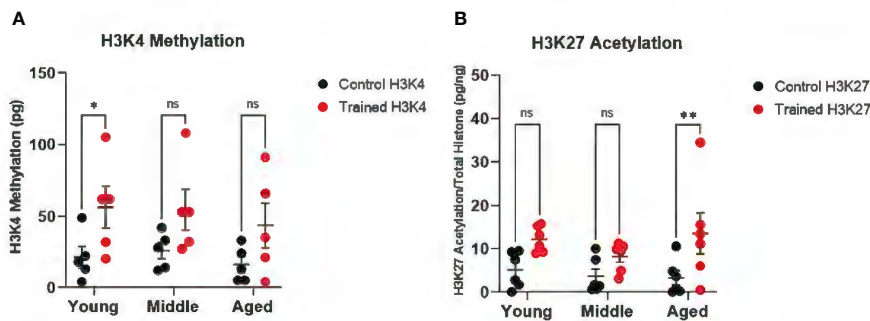 A
H3K4 Methylation
H3K4 Methylation (pg)
150
100
50
0
*
ns
ns
Young
Middle
Aged
Control H3K4
Trained H3K4
B
H3K27 Acetylation
H3K27 Acetylation/Total Histone (pg/ng)
50
40
30
20
10
0
ns
ns
**
Young
Middle
Aged
Control H3K27
Trained H3K27